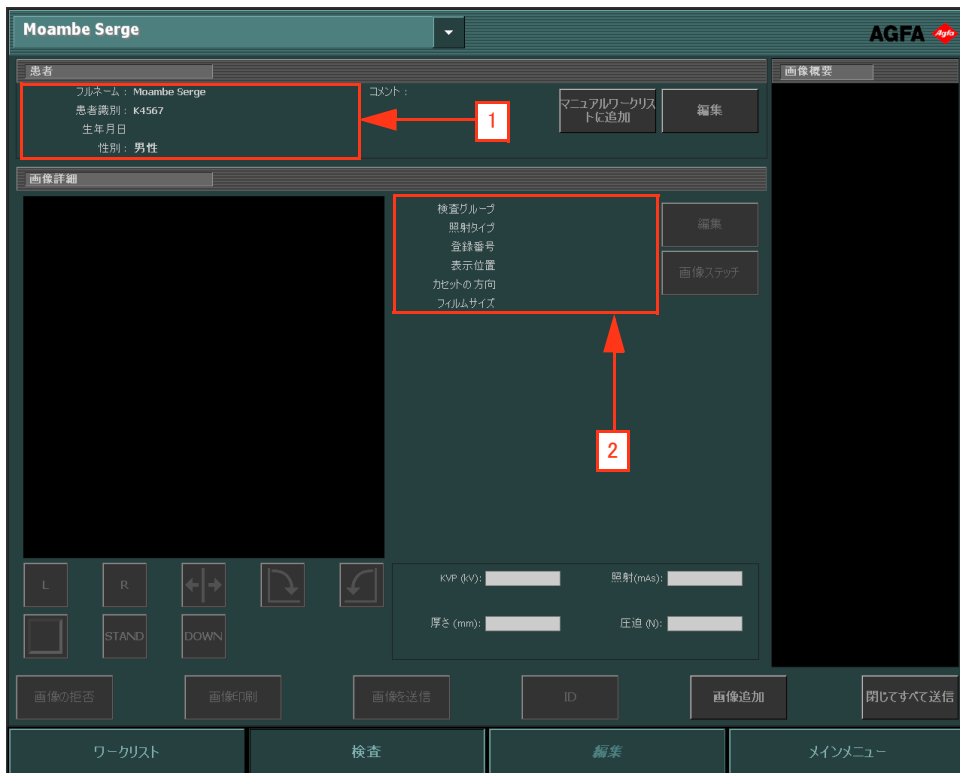 Moambe Serge
AGFA Agfa
患者
画像概要
フルネーム : Moambe Serge
患者識別 : K4567
生年月日
性別 : 男性
コメント :
マニュアルワークリス
トに追加
編集
1
画像詳細
検査グループ
照射タイプ
登録番号
表示位置
カセットの方向
フィルムサイズ
編集
画像ステッチ
2
L
R
STAND
DOWN
KVP (kV):
照射(mAs):
厚さ (mm):
圧迫 (N):
画像の拒否
画像印刷
画像を送信
ID
画像追加
閉じてすべて送信
ワークリスト
検査
編集
メインメニュー